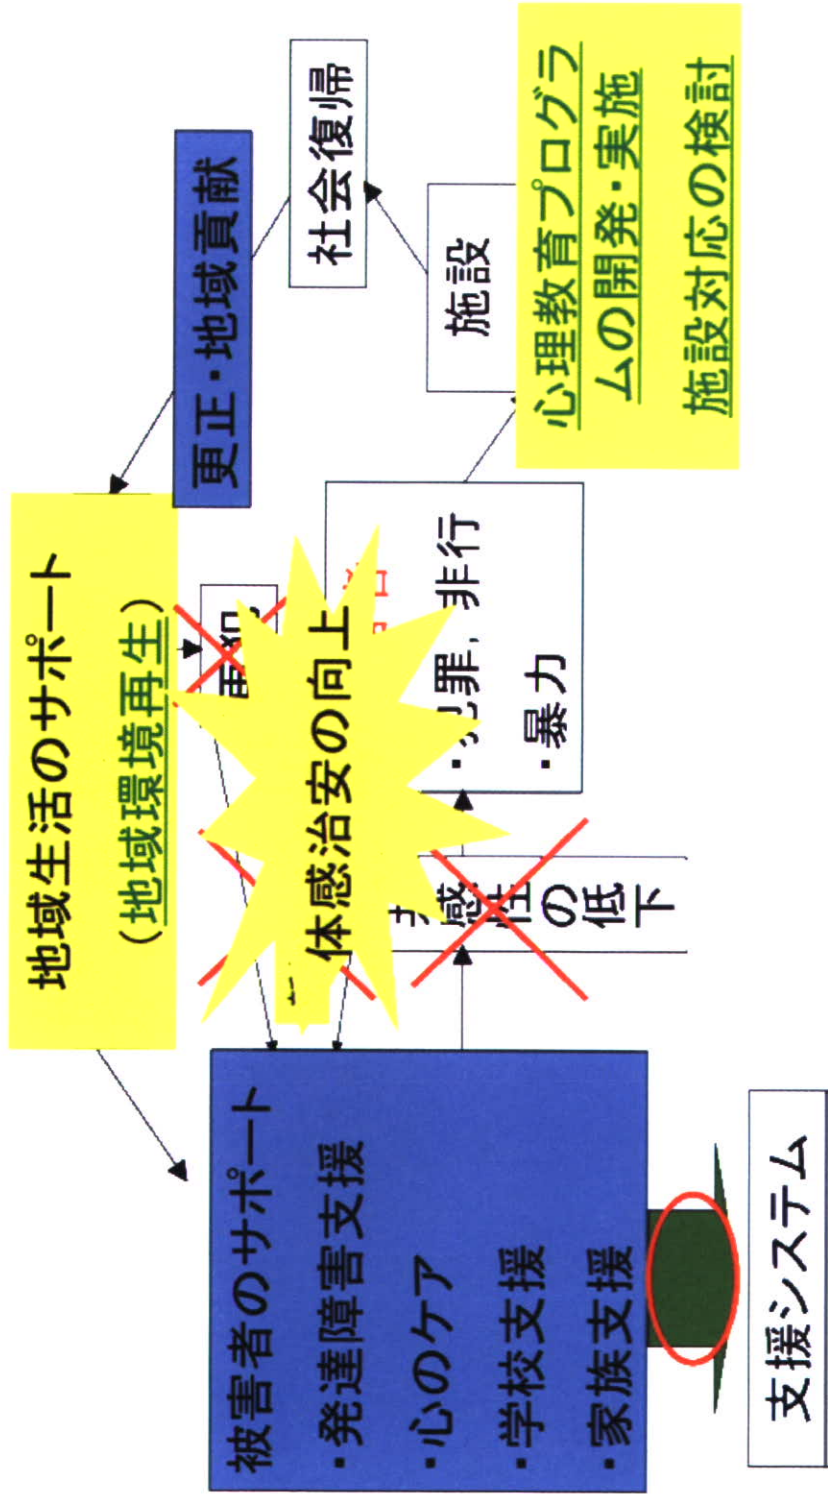 地域生活のサポート
（地域環境再生）
更正・地域貢献
社会復帰
施設
心理教育プログラ
ムの開発・実施
施設対応の検討
体感治安の向上
・犯罪，非行
・暴力
感性の低下
被害者のサポート
・発達障害支援
・心のケア
・学校支援
・家族支援
支援システム